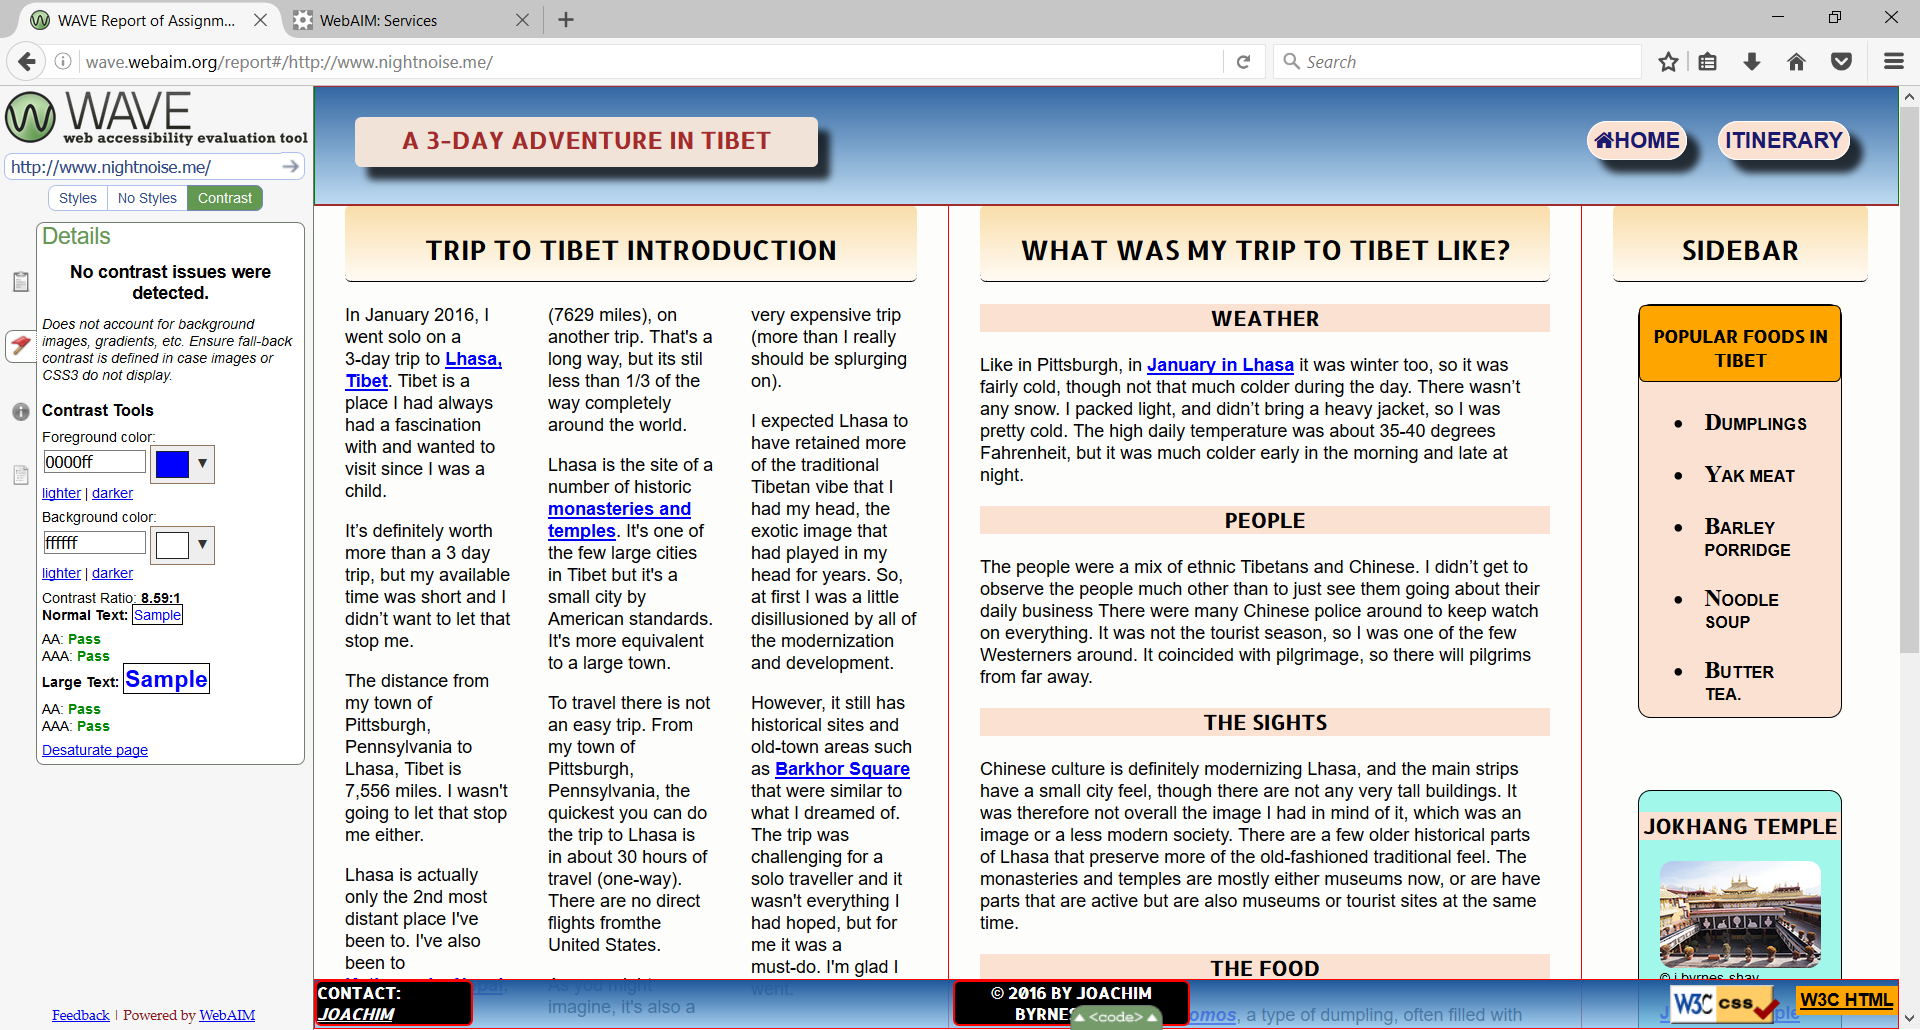 WAVE Report of Assignm...
WebAIM: Services
wave.webaim.org/report#/http://www.nightnoise.me/
Search
WAVE
web accessibility evaluation tool
http://www.nightnoise.me/
Styles
No Styles
Contrast
Details
No contrast issues were
detected.
Does not account for background
images, gradients, etc. Ensure fall-back
contrast is defined in case images or
CSS3 do not display.
Contrast Tools
Foreground color:
0000ff
lighter | darker
Background color:
ffffff
lighter | darker
Contrast Ratio: 8.59:1
Normal Text: Sample
AA: Pass
AAA: Pass
Large Text: Sample
AA: Pass
AAA: Pass
Desaturate page
Feedback | Powered by WebAIM
A 3-DAY ADVENTURE IN TIBET
HOME
ITINERARY
TRIP TO TIBET INTRODUCTION
In January 2016, I
went solo on a
3-day trip to Lhasa,
Tibet. Tibet is a
place I had always
had a fascination
with and wanted to
visit since I was a
child.
It’s definitely worth
more than a 3 day
trip, but my available
time was short and I
didn’t want to let that
stop me.
The distance from
my town of
Pittsburgh,
Pennsylvania to
Lhasa, Tibet is
7,556 miles. I wasn't
going to let that stop
me either.
Lhasa is actually
only the 2nd most
distant place I've
been to. I've also
been to
(7629 miles), on
another trip. That's a
long way, but its stil
less than 1/3 of the
way completely
around the world.
Lhasa is the site of a
number of historic
monasteries and
temples. It's one of
the few large cities
in Tibet but it's a
small city by
American standards.
It's more equivalent
to a large town.
To travel there is not
an easy trip. From
my town of
Pittsburgh,
Pennsylvania, the
quickest you can do
the trip to Lhasa is
in about 30 hours of
travel (one-way).
There are no direct
flights fromthe
United States.
As you might
imagine, it's also a
very expensive trip
(more than I really
should be splurging
on).
I expected Lhasa to
have retained more
of the traditional
Tibetan vibe that I
had my head, the
exotic image that
had played in my
head for years. So,
at first I was a little
disillusioned by all of
the modernization
and development.
However, it still has
historical sites and
old-town areas such
as Barkhor Square
that were similar to
what I dreamed of.
The trip was
challenging for a
solo traveller and it
wasn't everything I
had hoped, but for
me it was a
must-do. I'm glad I
went.
WHAT WAS MY TRIP TO TIBET LIKE?
WEATHER
Like in Pittsburgh, in January in Lhasa it was winter too, so it was
fairly cold, though not that much colder during the day. There wasn’t
any snow. I packed light, and didn’t bring a heavy jacket, so I was
pretty cold. The high daily temperature was about 35-40 degrees
Fahrenheit, but it was much colder early in the morning and late at
night.
PEOPLE
The people were a mix of ethnic Tibetans and Chinese. I didn’t get to
observe the people much other than to just see them going about their
daily business There were many Chinese police around to keep watch
on everything. It was not the tourist season, so I was one of the few
Westerners around. It coincided with pilgrimage, so there will pilgrims
from far away.
THE SIGHTS
Chinese culture is definitely modernizing Lhasa, and the main strips
have a small city feel, though there are not any very tall buildings. It
was therefore not overall the image I had in mind of it, which was an
image or a less modern society. There are a few older historical parts
of Lhasa that preserve more of the old-fashioned traditional feel. The
monasteries and temples are mostly either museums now, or are have
parts that are active but are also museums or tourist sites at the same
time.
THE FOOD
omos, a type of dumpling, often filled with
SIDEBAR
POPULAR FOODS IN
TIBET
• DUMPLINGS
• YAK MEAT
• BARLEY
PORRIDGE
• NOODLE
SOUP
• BUTTER
TEA.
JOKHANG TEMPLE
© j.byrnes-shay
CONTACT:
JOACHIM
© 2016 BY JOACHIM
BYRNES
<code>
W3C css
W3C HTML